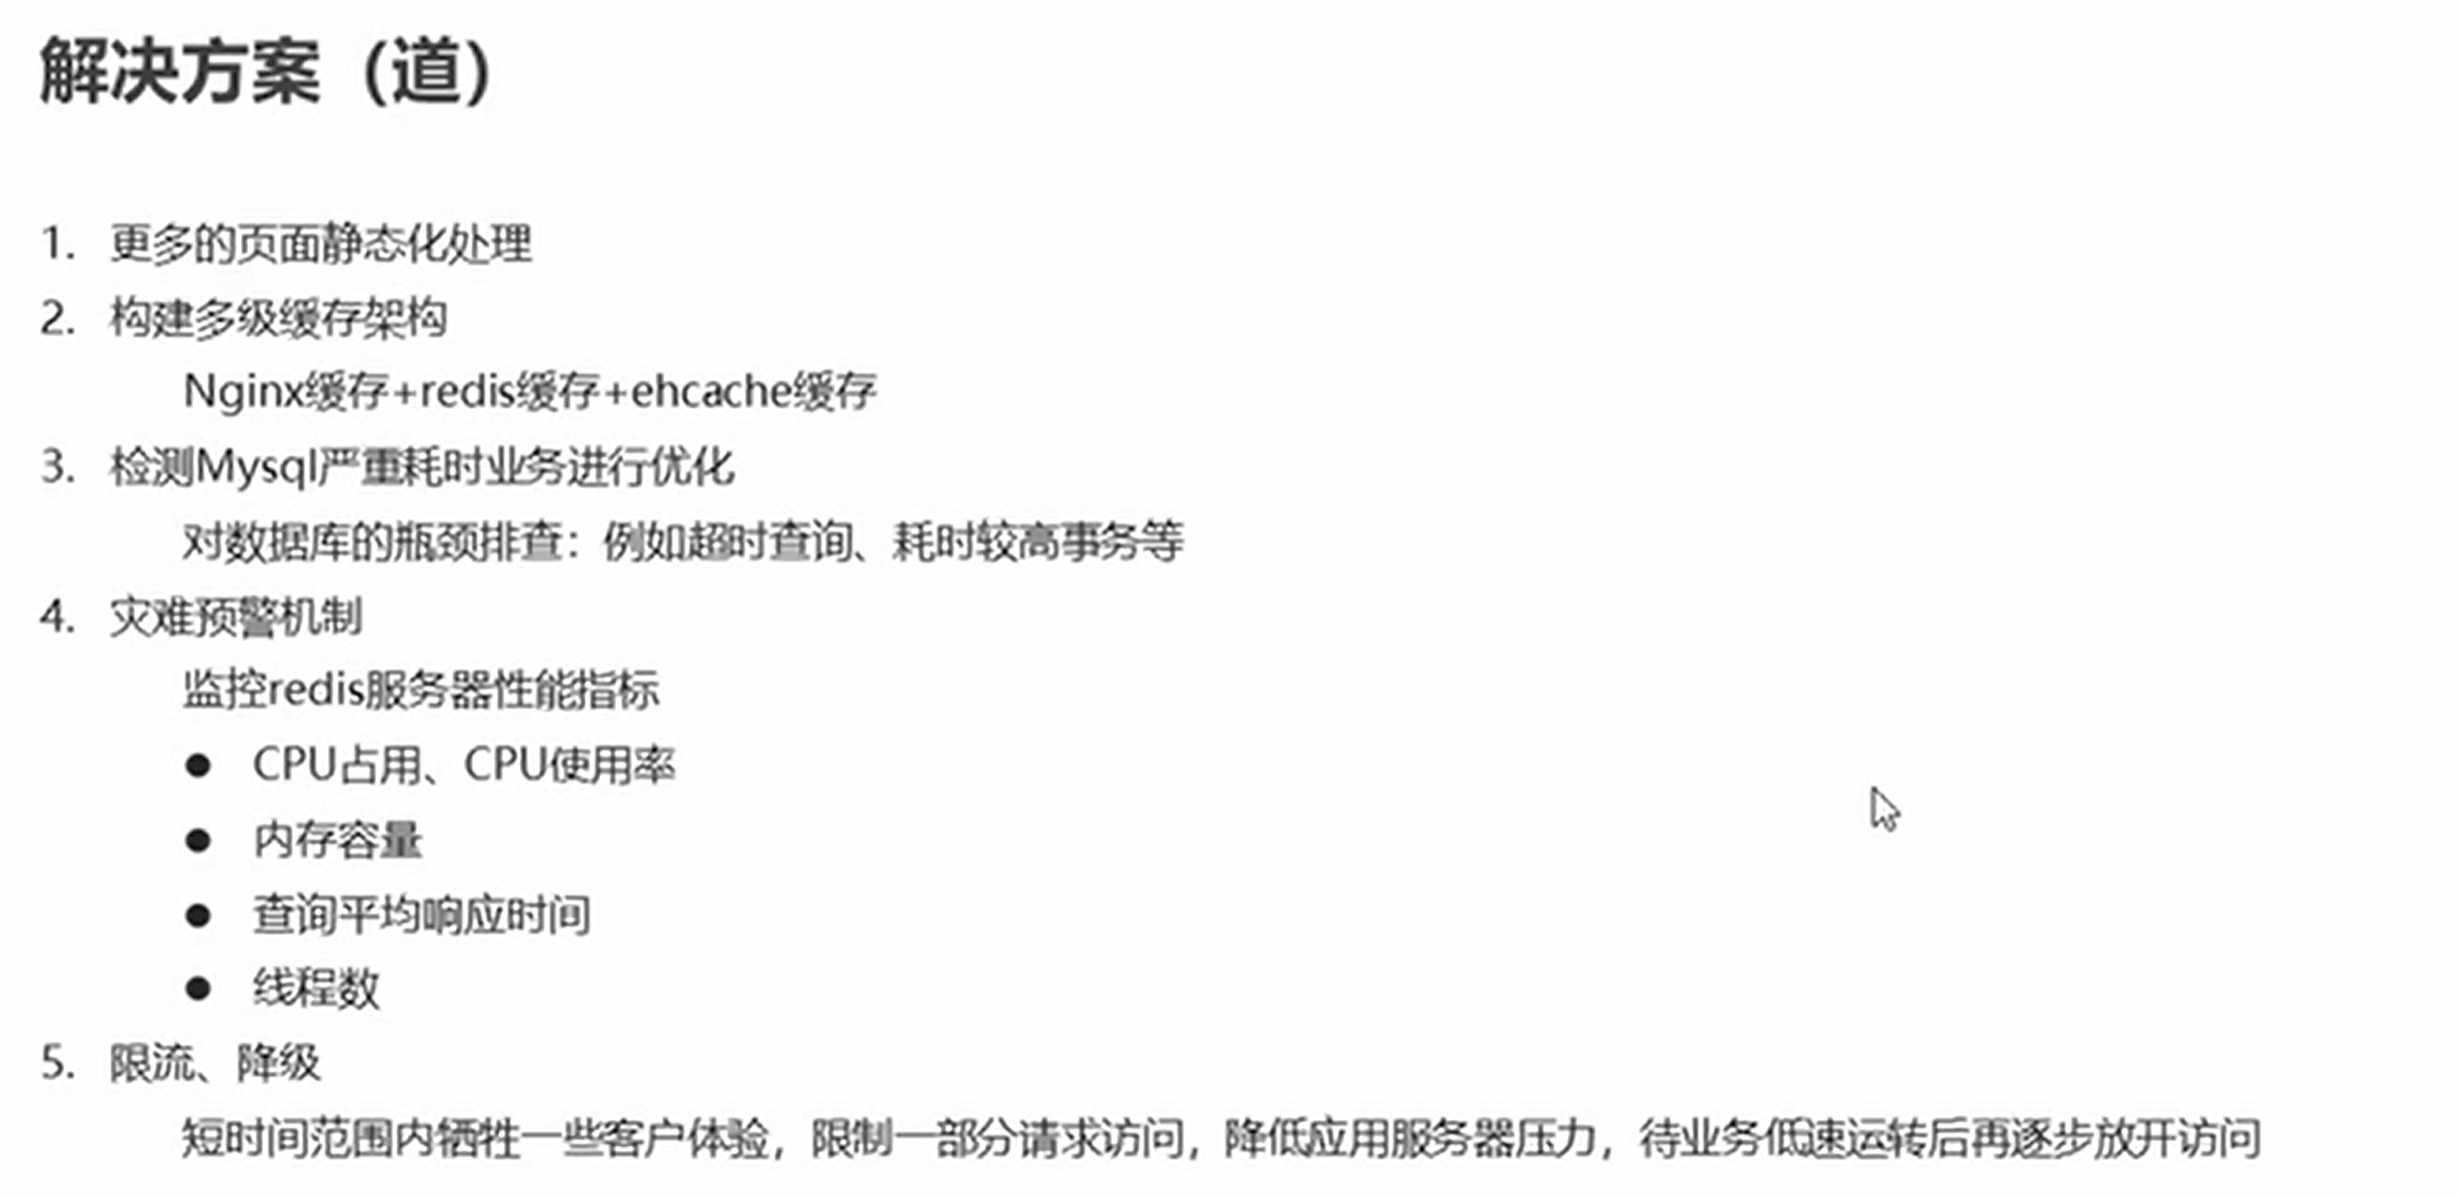 解决方案（道）
1. 更多的页面静态化处理
2. 构建多级缓存架构
Nginx缓存+redis缓存+ehcache缓存
3. 检测Mysql严重耗时业务进行优化
对数据库的瓶颈排查：例如超时查询、耗时较高事务等
4. 灾难预警机制
监控redis服务器性能指标
● CPU占用、CPU使用率
● 内存容量
● 查询平均响应时间
● 线程数
5. 限流、降级
短时间范围内牺牲一些客户体验，限制一部分请求访问，降低应用服务器压力，待业务低速运转后再逐步放开访问